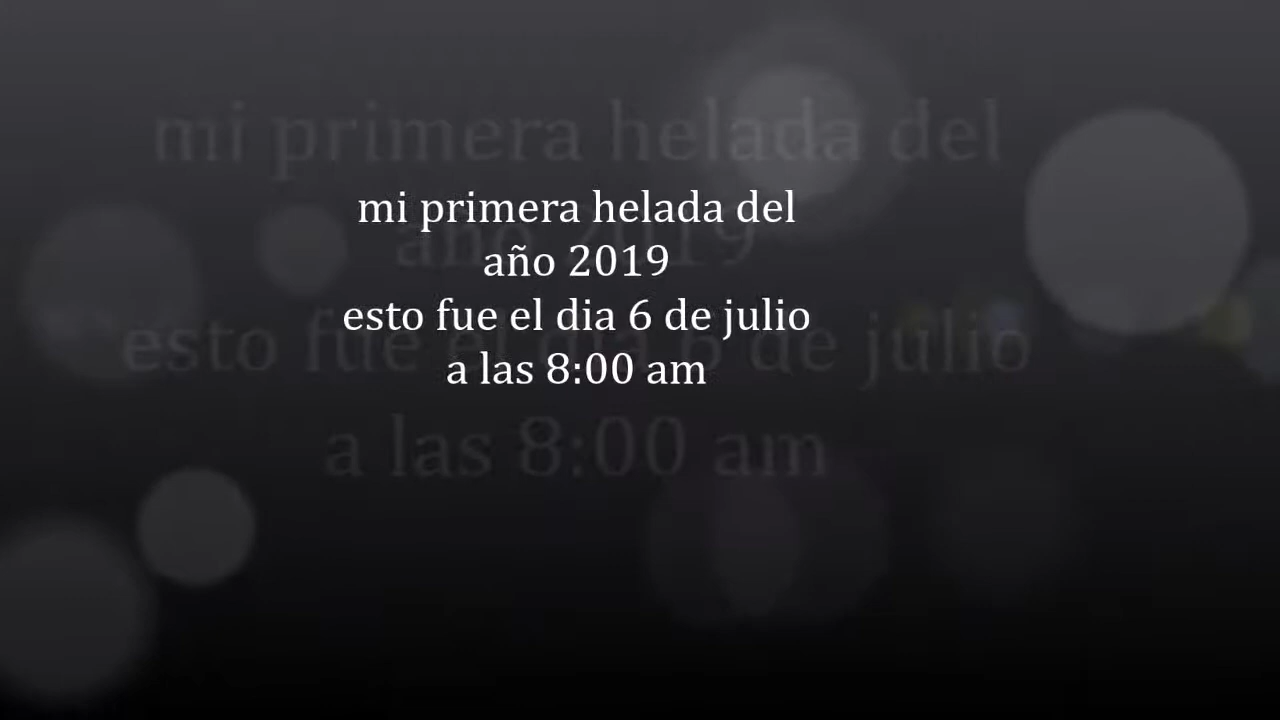 mi primera helada del
año 2019
esto fue el dia 6 de julio
a las 8:00 am